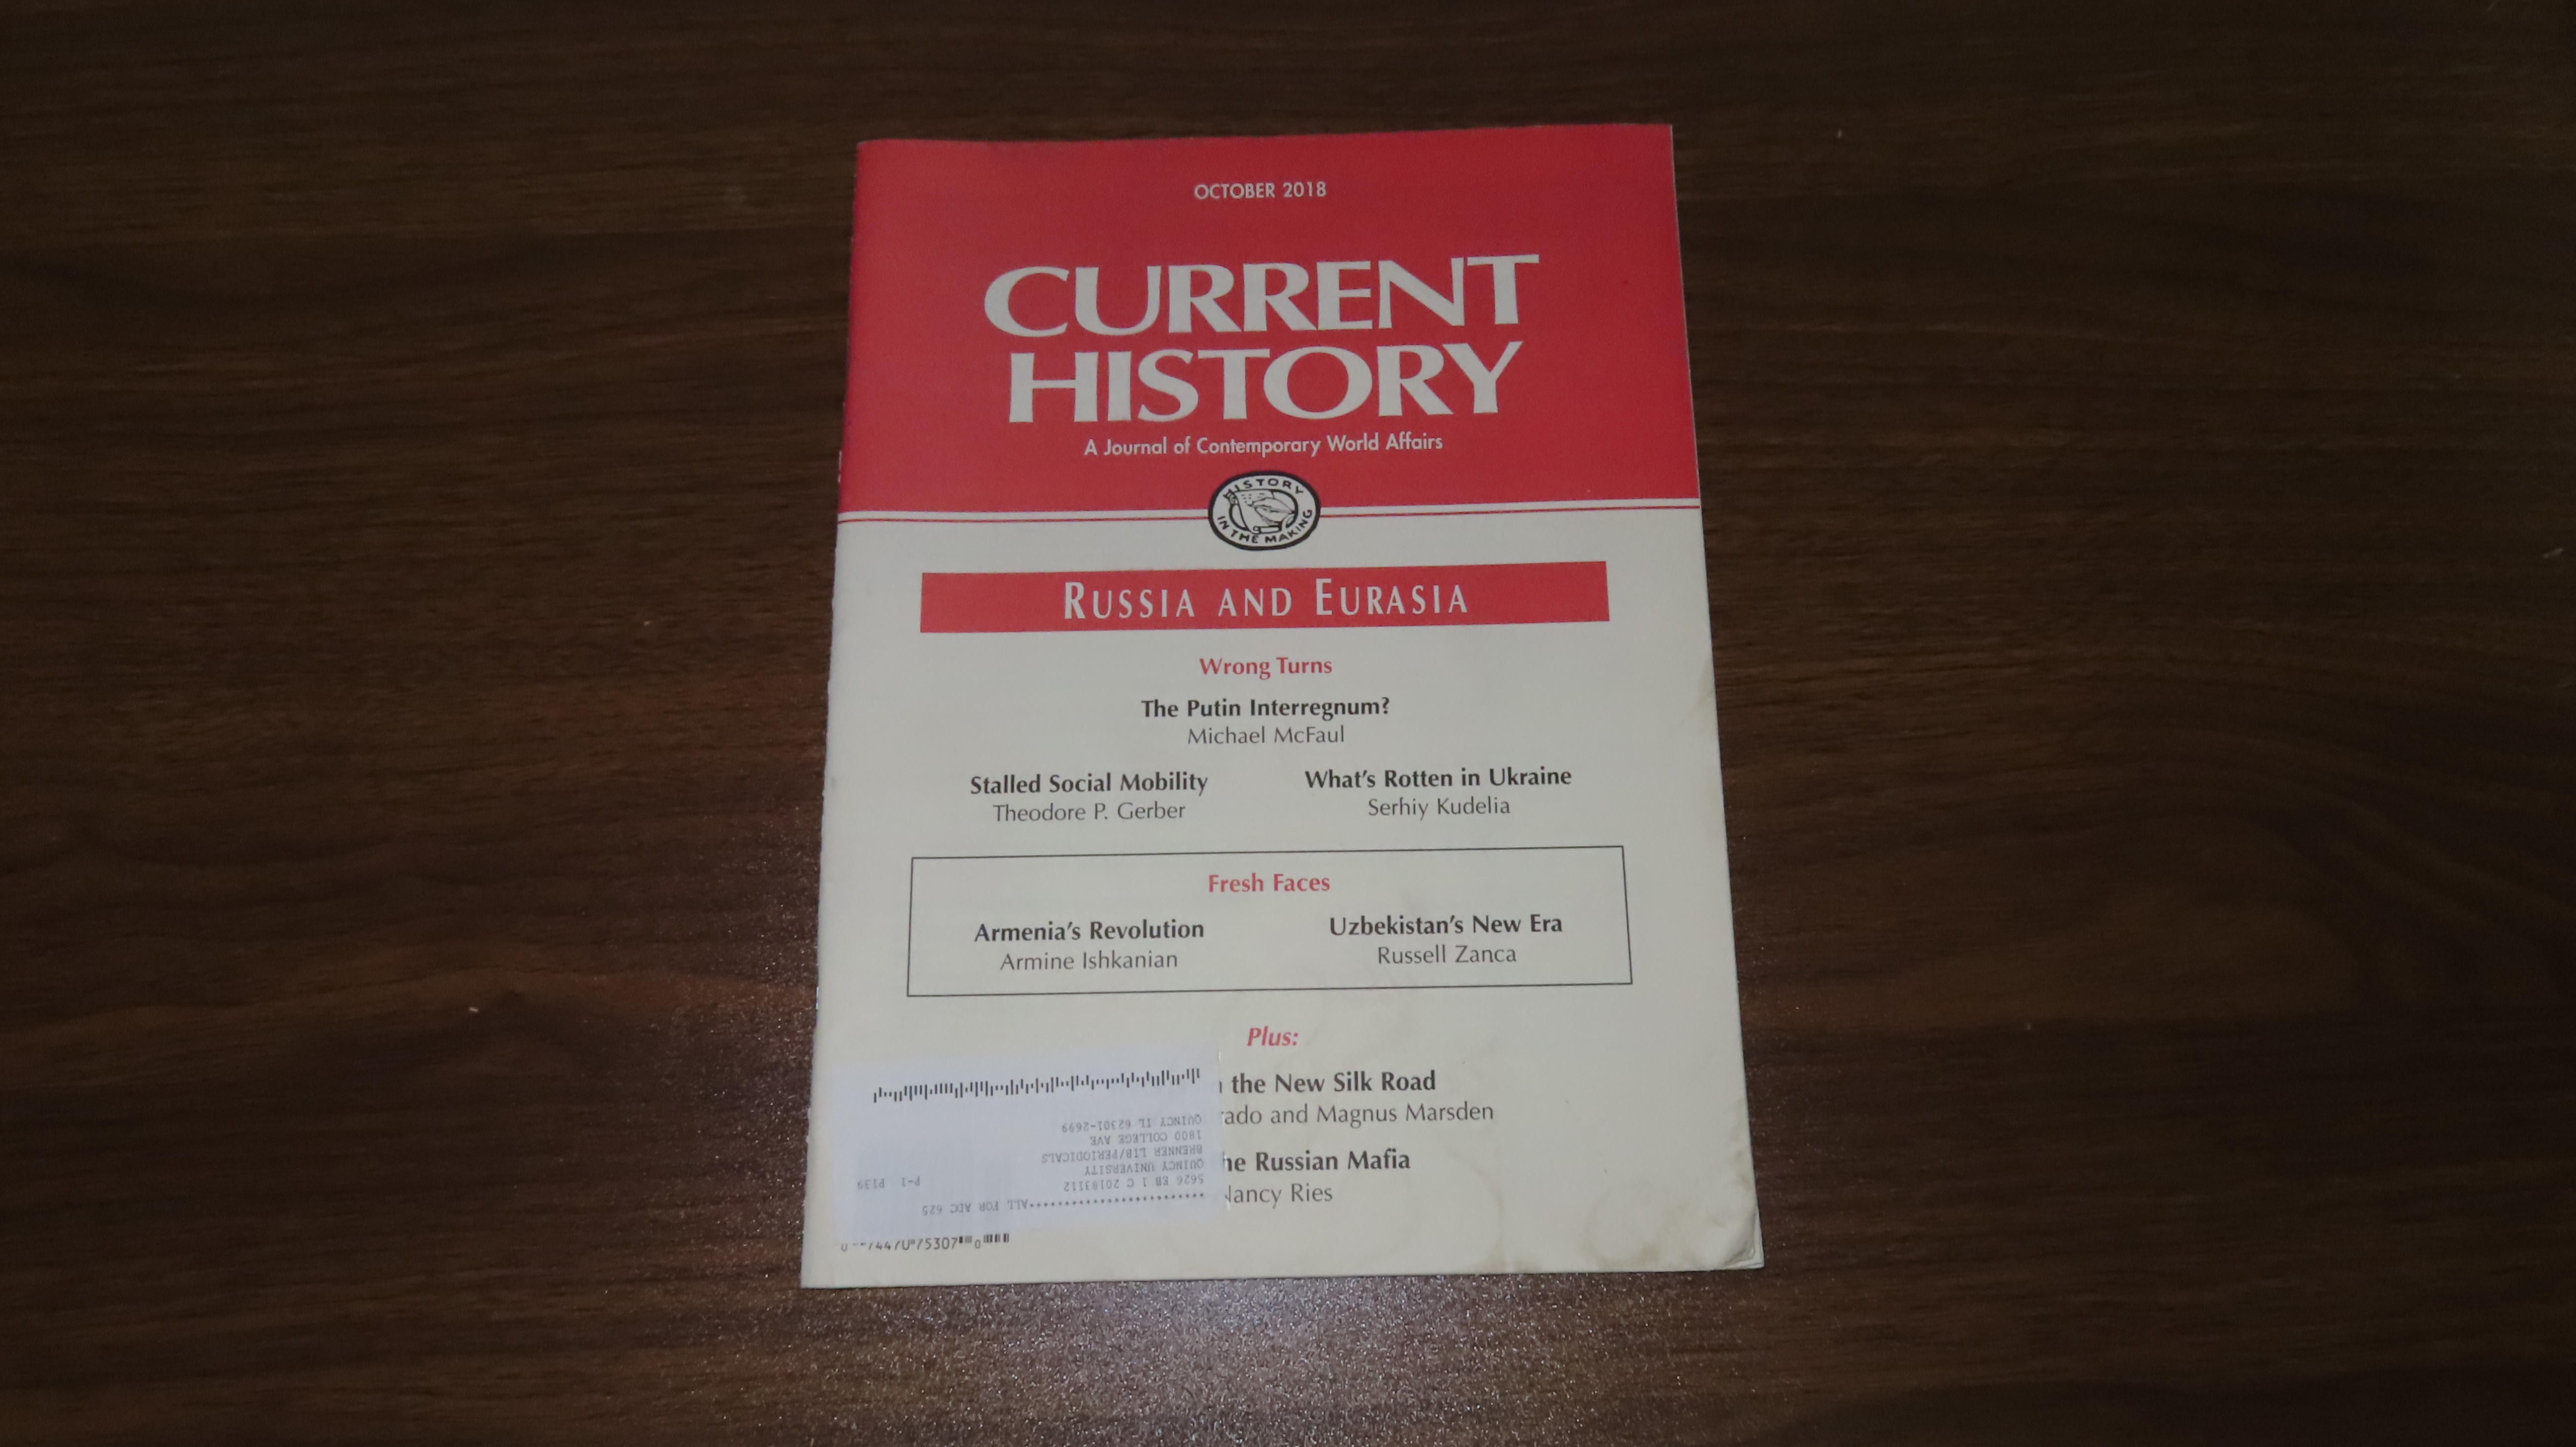 OCTOBER 2018
CURRENT
HISTORY
A Journal of Contemporary World Affairs
HISTORY
IN THE MAKING
RUSSIA AND EURASIA
Wrong Turns
The Putin Interregnum?
Michael McFaul
Stalled Social Mobility
Theodore P. Gerber
What's Rotten in Ukraine
Serhiy Kudelia
Fresh Faces
Armenia's Revolution
Armine Ishkanian
Uzbekistan's New Era
Russell Zanca
Plus:
the New Silk Road
and Magnus Marsden
Russian Mafia
Ries
ALL FOR ADC 625
5626 EB 1 C 20183112
QUINCY UNIVERSITY
P-1 P139
BRENNER LIB/PERIODICALS
1800 COLLEGE AVE
QUINCY IL 62301-2699
75307